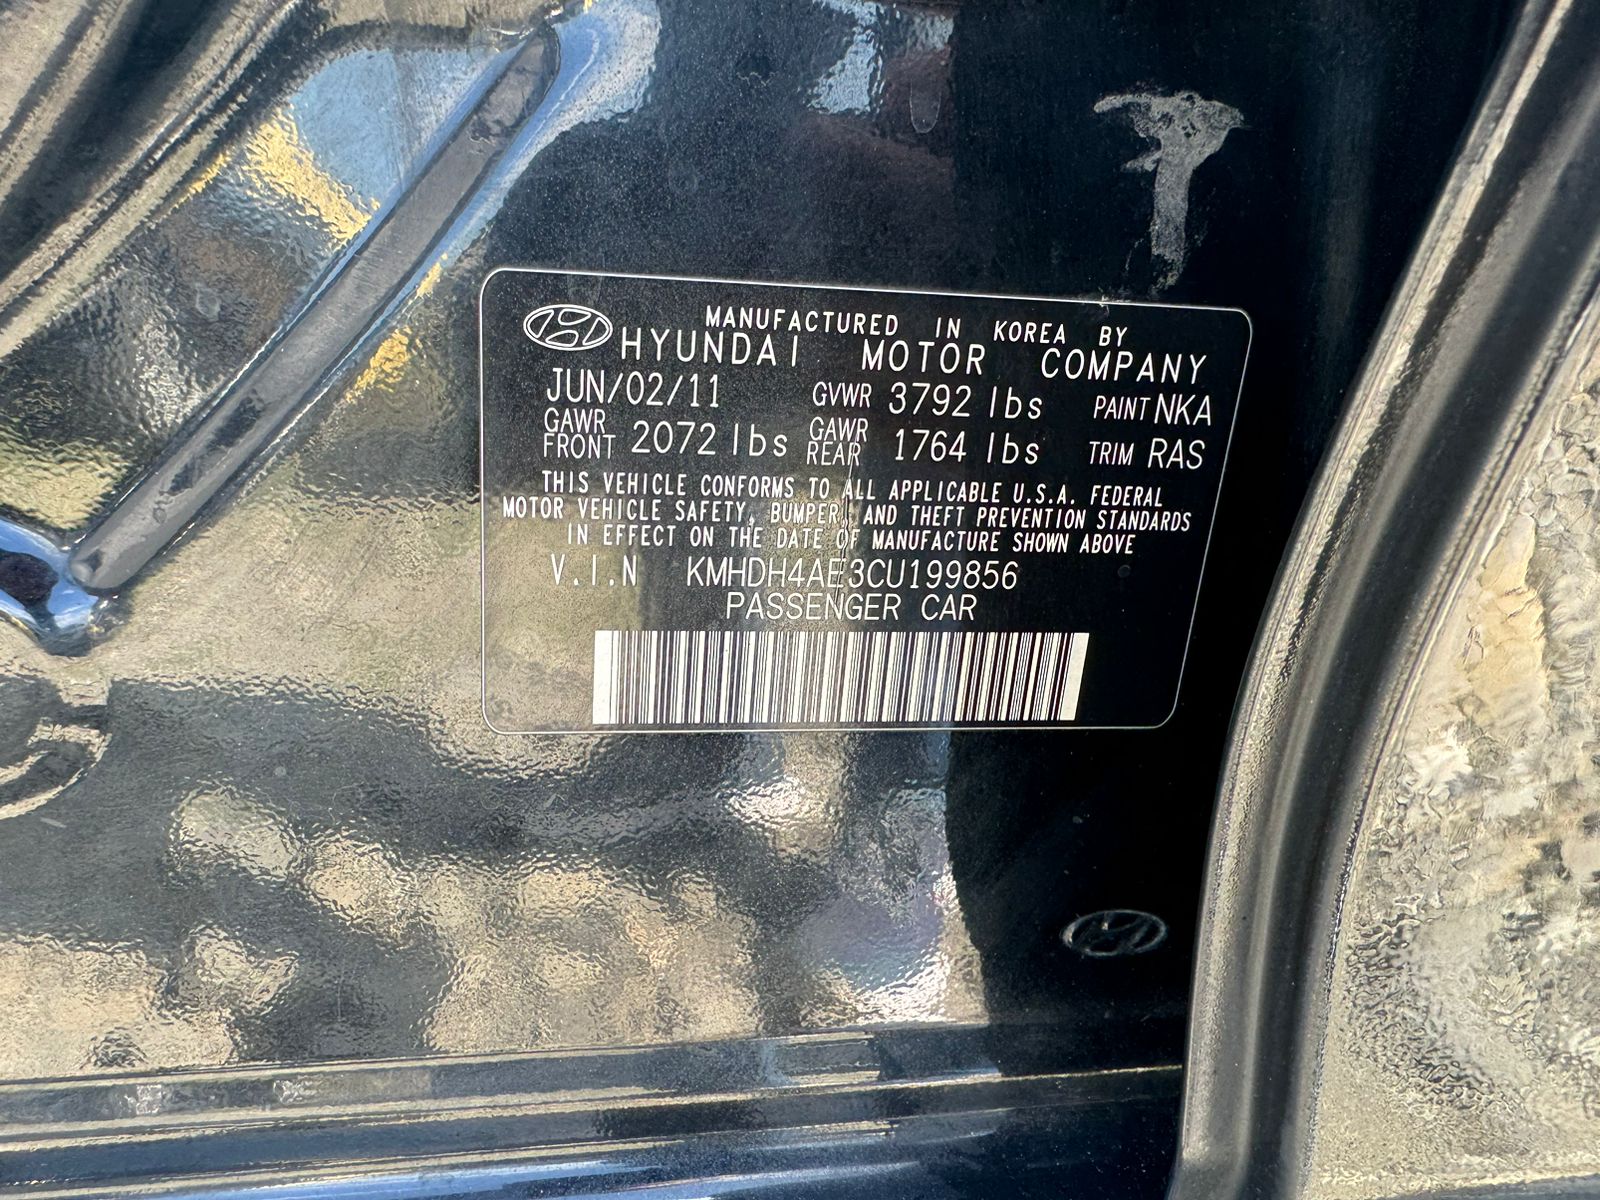 MANUFACTURED IN KOREA BY
HYUNDAI MOTOR COMPANY
JUN/02/11 GVWR 3792 lbs PAINT NKA
GAWR FRONT 2072 lbs GAWR REAR 1764 lbs TRIM RAS
THIS VEHICLE CONFORMS TO ALL APPLICABLE U.S.A. FEDERAL
MOTOR VEHICLE SAFETY, BUMPER, AND THEFT PREVENTION STANDARDS
IN EFFECT ON THE DATE OF MANUFACTURE SHOWN ABOVE
V.I.N KMHDH4AE3CU199856
PASSENGER CAR